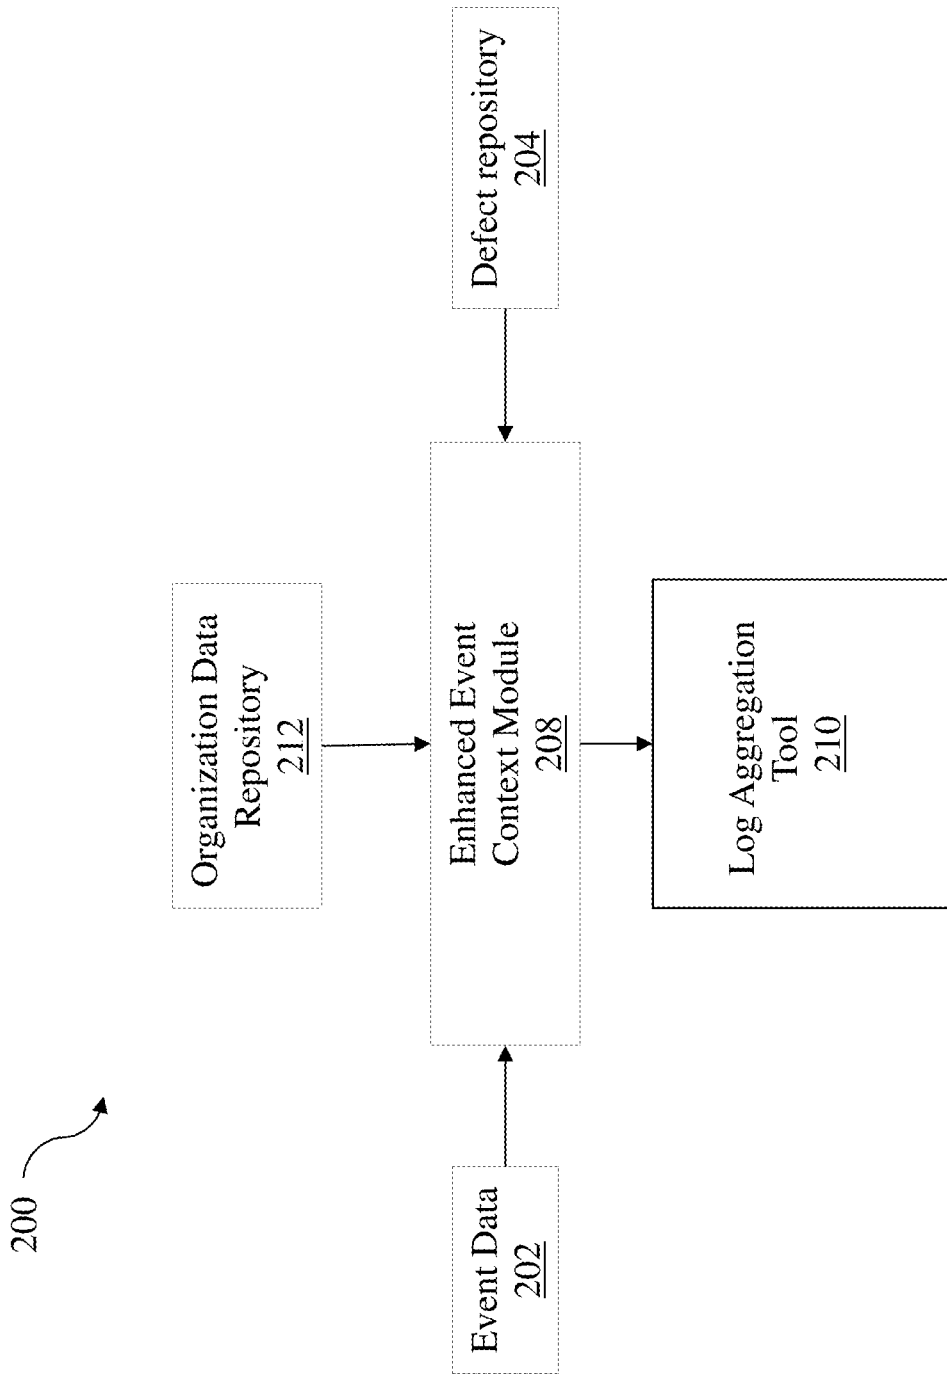 200
Organization Data
Repository
212
Event Data
202
Enhanced Event
Context Module
208
Defect repository
204
Log Aggregation
Tool
210